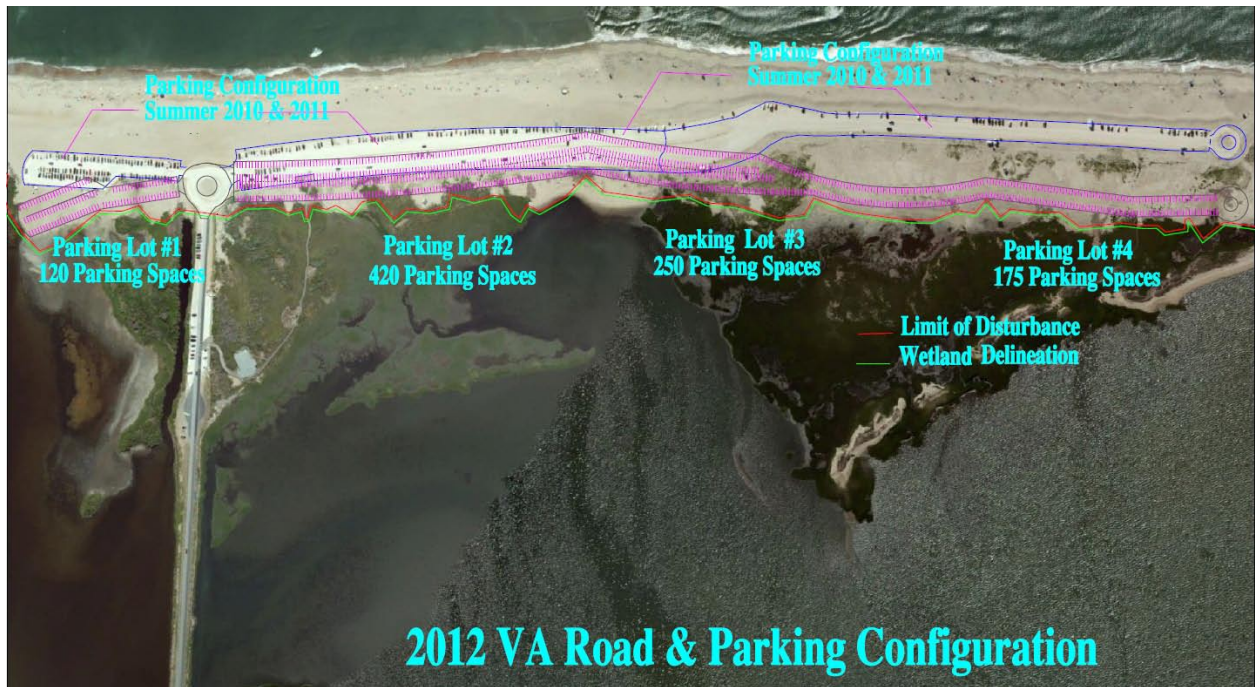 Parking Configuration
Summer 2010 & 2011
Parking Configuration
Summer 2010 & 2011
Parking Lot #1
120 Parking Spaces
Parking Lot #2
420 Parking Spaces
Parking Lot #3
250 Parking Spaces
Parking Lot #4
175 Parking Spaces
Limit of Disturbance
Wetland Delineation
2012 VA Road & Parking Configuration